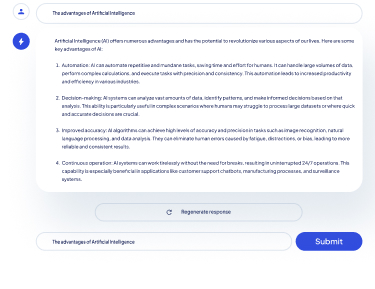 The advantages of Artificial Intelligence
Artificial Intelligence (AI) offers numerous advantages and has the potential to revolutionize various aspects of our lives. Here are some
key advantages of AI:
1. Automation: AI can automate repetitive and mundane tasks, saving time and effort for humans. It can handle large volumes of data,
perform complex calculations, and execute tasks with precision and consistency. This automation leads to increased productivity
and efficiency in various industries.
2. Decision-making: AI systems can analyze vast amounts of data, identify patterns, and make informed decisions based on that
analysis. This ability is particularly useful in complex scenarios where humans may struggle to process large datasets or where quick
and accurate decisions are crucial.
3. Improved accuracy: AI algorithms can achieve high levels of accuracy and precision in tasks such as image recognition, natural
language processing, and data analysis. They can eliminate human errors caused by fatigue, distractions, or bias, leading to more
reliable and consistent results.
4. Continuous operation: AI systems can work tirelessly without the need for breaks, resulting in uninterrupted 24/7 operations. This
capability is especially beneficial in applications like customer support chatbots, manufacturing processes, and surveillance
systems.
Regenerate response
The advantages of Artificial Intelligence
Submit